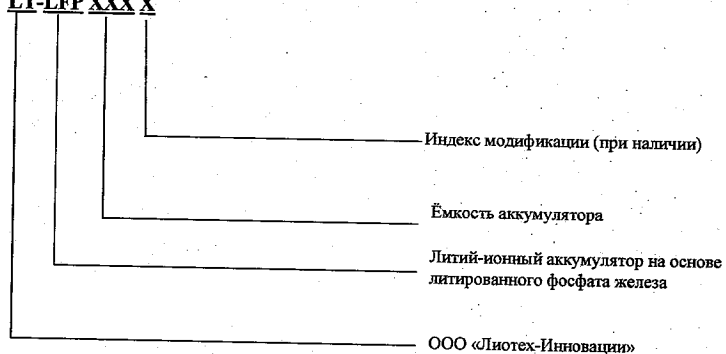 LT-LFP XXX X
Индекс модификации (при наличии)
Ёмкость аккумулятора
Литий-ионный аккумулятор на основе
литированного фосфата железа
ООО «Лиотех-Инновации»